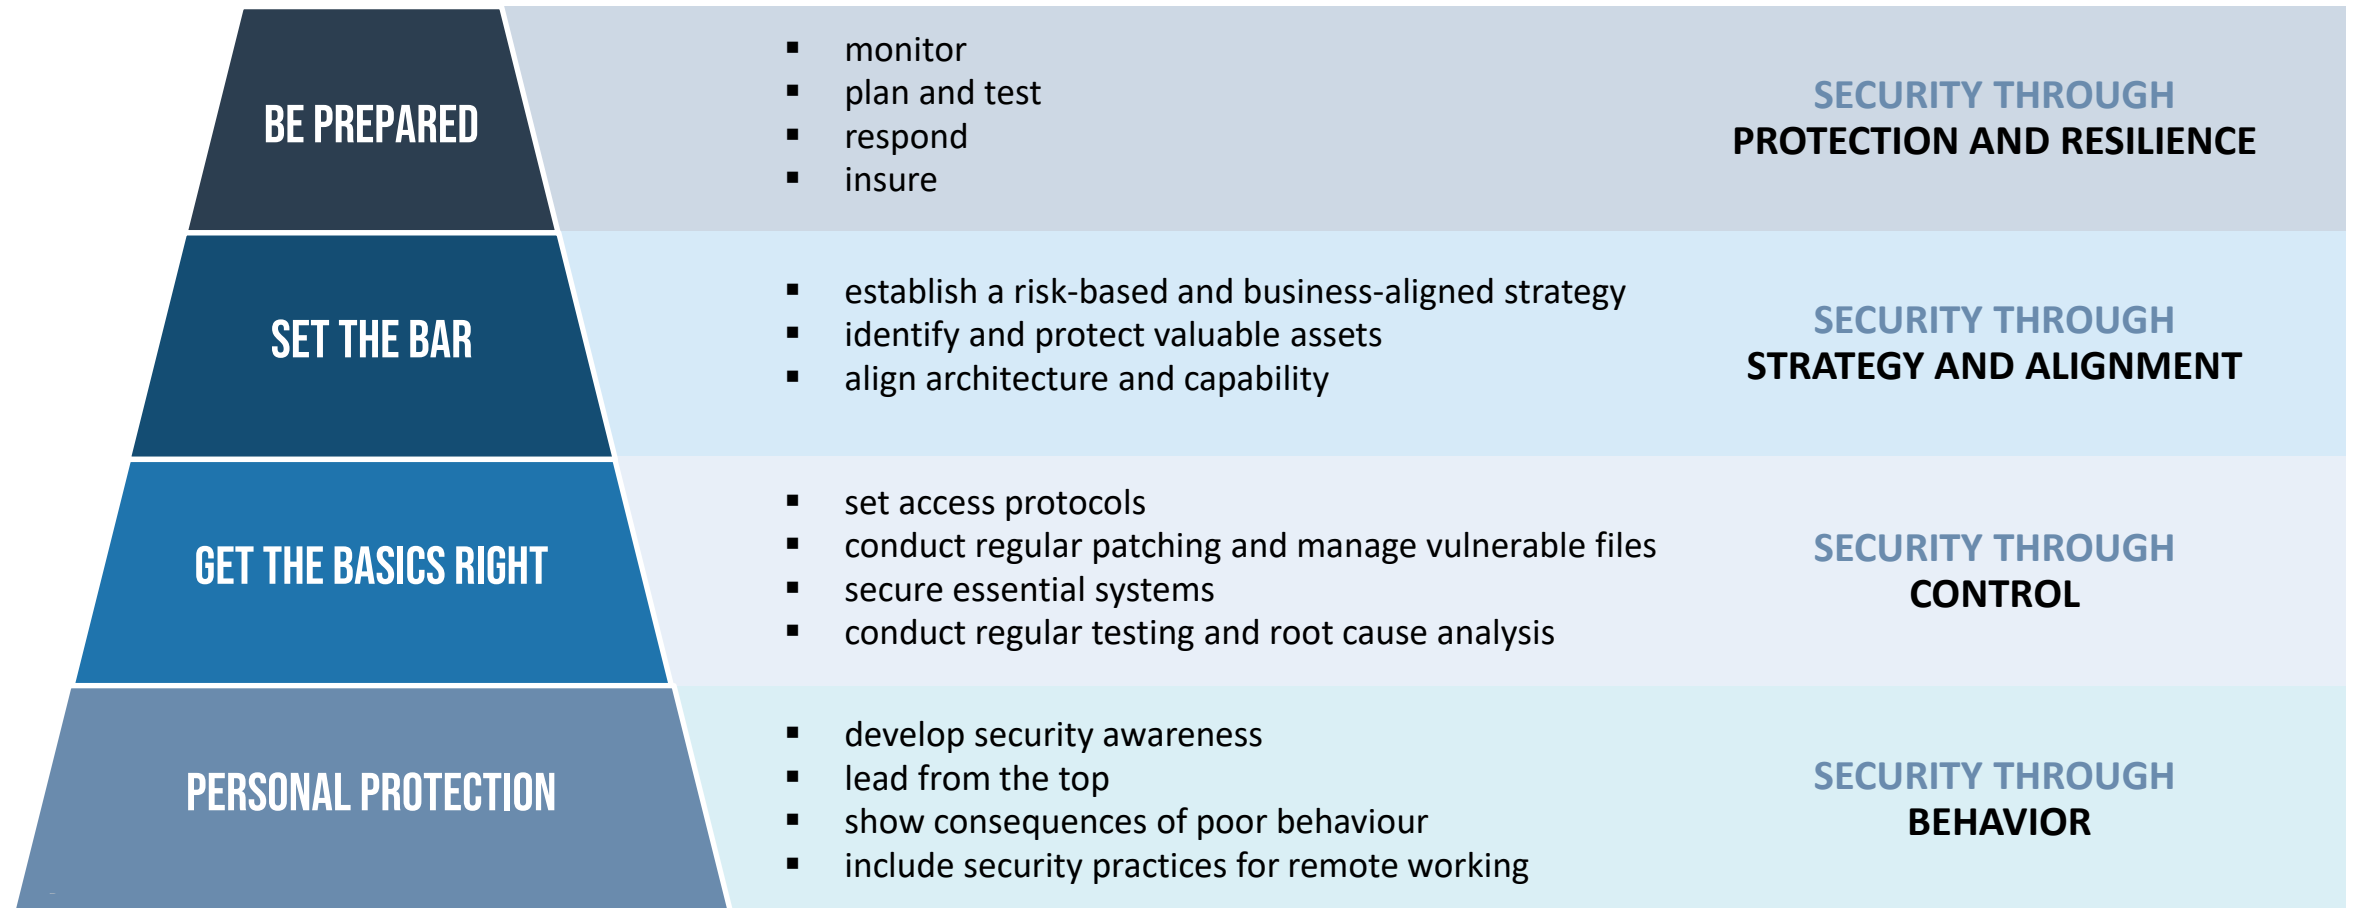 BE PREPARED
▪ monitor
▪ plan and test
▪ respond
▪ insure
SECURITY THROUGH
PROTECTION AND RESILIENCE
SET THE BAR
▪ establish a risk-based and business-aligned strategy
▪ identify and protect valuable assets
▪ align architecture and capability
SECURITY THROUGH
STRATEGY AND ALIGNMENT
GET THE BASICS RIGHT
▪ set access protocols
▪ conduct regular patching and manage vulnerable files
▪ secure essential systems
▪ conduct regular testing and root cause analysis
SECURITY THROUGH
CONTROL
PERSONAL PROTECTION
▪ develop security awareness
▪ lead from the top
▪ show consequences of poor behaviour
▪ include security practices for remote working
SECURITY THROUGH
BEHAVIOR